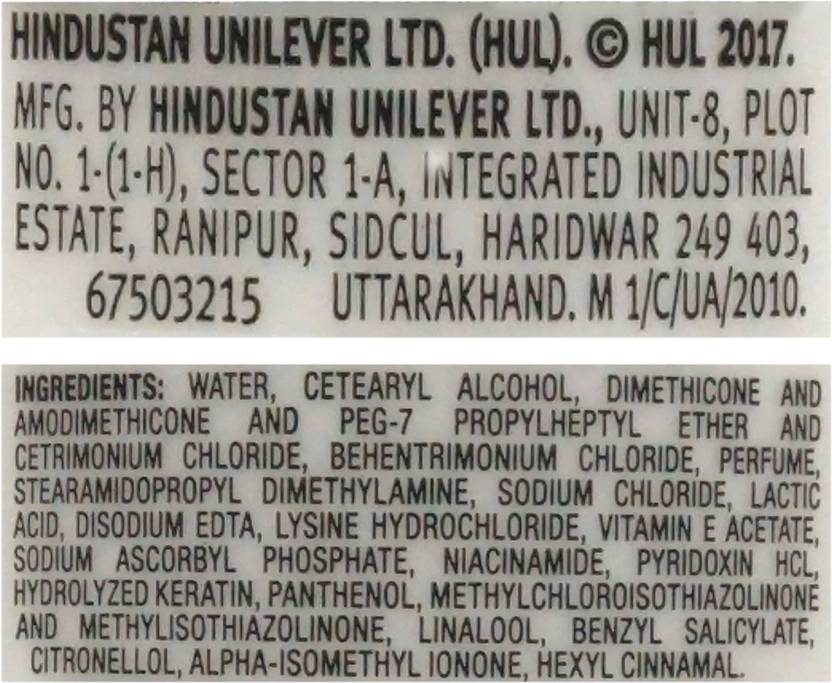 HINDUSTAN UNILEVER LTD. (HUL). © HUL 2017.
MFG. BY HINDUSTAN UNILEVER LTD., UNIT-8, PLOT
NO. 1-(1-H), SECTOR 1-A, INTEGRATED INDUSTRIAL
ESTATE, RANIPUR, SIDCUL, HARIDWAR 249 403,
67503215 UTTARAKHAND. M 1/C/UA/2010.
INGREDIENTS: WATER, CETEARYL ALCOHOL, DIMETHICONE AND
AMODIMETHICONE AND PEG-7 PROPYLHEPTYL ETHER AND
CETRIMONIUM CHLORIDE, BEHENTRIMONIUM CHLORIDE, PERFUME,
STEARAMIDOPROPYL DIMETHYLAMINE, SODIUM CHLORIDE, LACTIC
ACID, DISODIUM EDTA, LYSINE HYDROCHLORIDE, VITAMIN E ACETATE,
SODIUM ASCORBYL PHOSPHATE, NIACINAMIDE, PYRIDOXIN HCL,
HYDROLYZED KERATIN, PANTHENOL, METHYLCHLOROISOTHIAZOLINONE
AND METHYLISOTHIAZOLINONE, LINALOOL, BENZYL SALICYLATE,
CITRONELLOL, ALPHA-ISOMETHYL IONONE, HEXYL CINNAMAL.